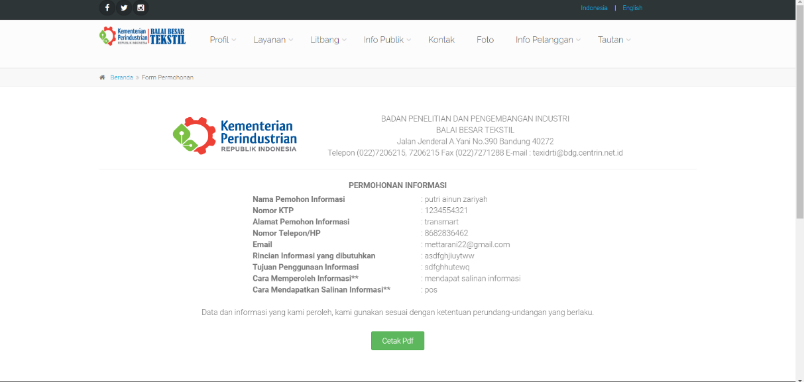 Indonesia | English
Kementerian Perindustrian REPUBLIK INDONESIA BALAI BESAR TEKSTIL
Profil Layanan Litbang Info Publik Kontak Foto Info Pelanggan Tautan
Beranda » Form Permohonan
Kementerian Perindustrian REPUBLIK INDONESIA
BADAN PENELITIAN DAN PENGEMBANGAN INDUSTRI
BALAI BESAR TEKSTIL
Jalan Jenderal A.Yani No.390 Bandung 40272
Telepon (022)7206215, 7206215 Fax (022)7271288 E-mail : texirdti@bdg.centrin.net.id
PERMOHONAN INFORMASI
Nama Pemohon Informasi : putri ainun zariyah
Nomor KTP : 1234554321
Alamat Pemohon Informasi : transmart
Nomor Telepon/HP : 8682836462
Email : mettarani22@gmail.com
Rincian Informasi yang dibutuhkan : asdfghjiuytww
Tujuan Penggunaan Informasi : sdfghhutewq
Cara Memperoleh Informasi** : mendapat salinan informasi
Cara Mendapatkan Salinan Informasi** : pos
Data dan informasi yang kami peroleh, kami gunakan sesuai dengan ketentuan perundang-undangan yang berlaku.
Cetak Pdf